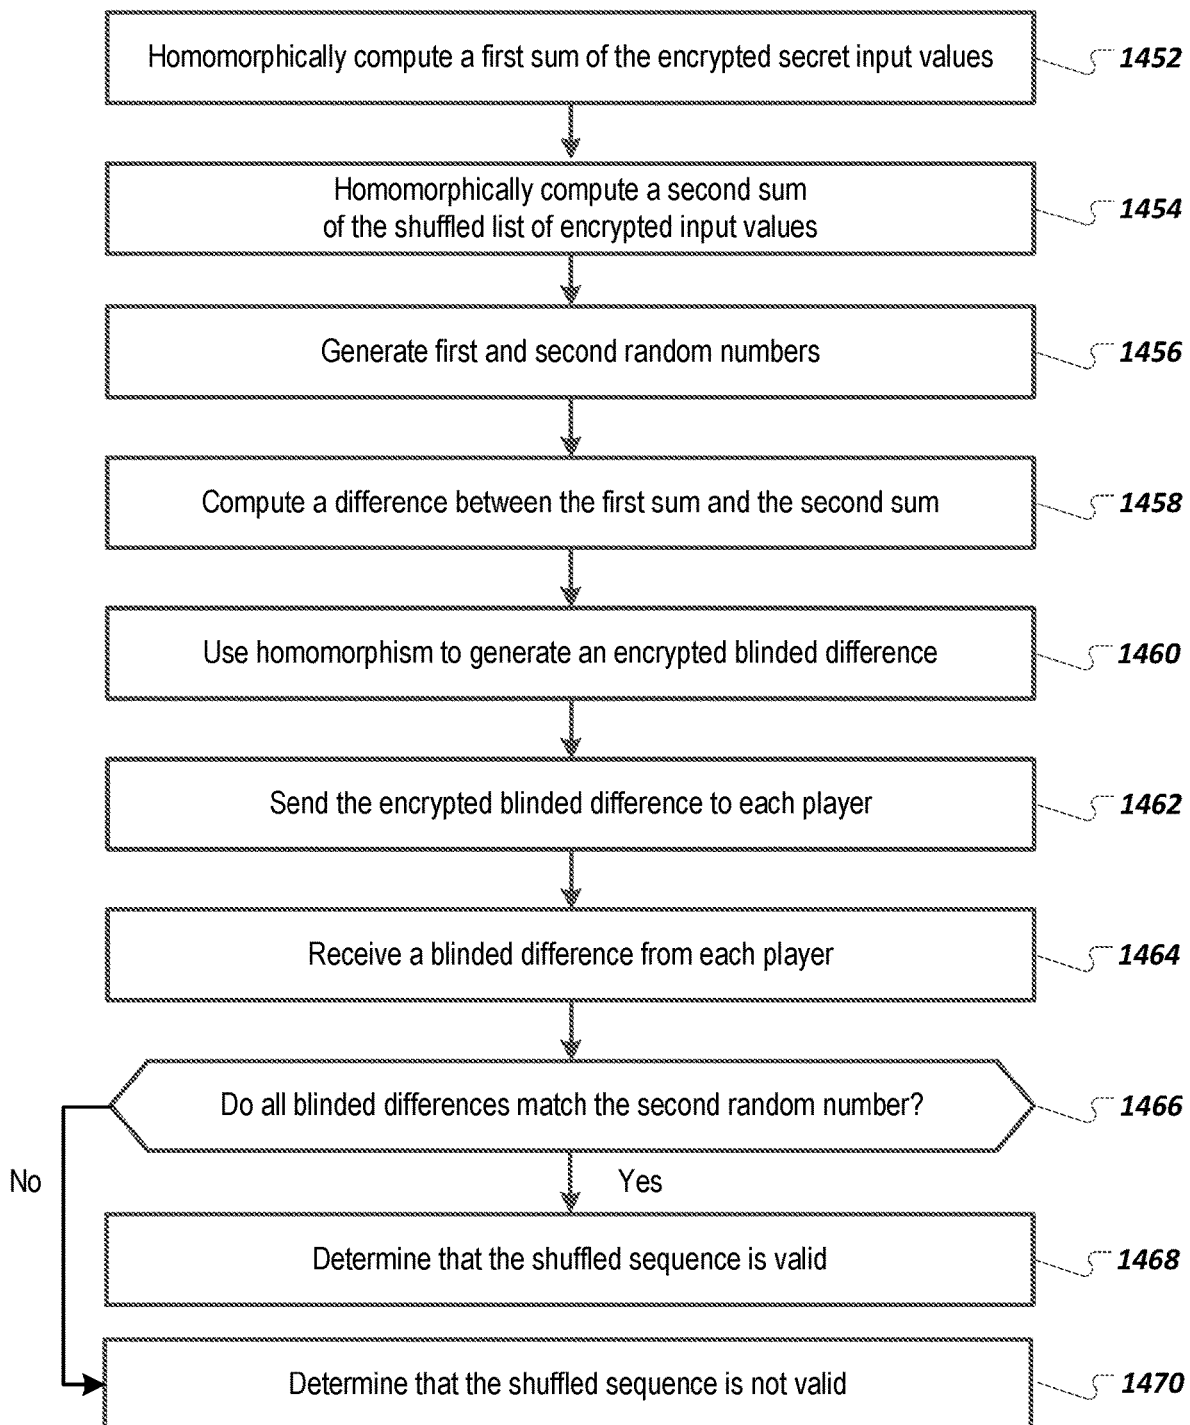 Homomorphically compute a first sum of the encrypted secret input values
1452
Homomorphically compute a second sum
of the shuffled list of encrypted input values
1454
Generate first and second random numbers
1456
Compute a difference between the first sum and the second sum
1458
Use homomorphism to generate an encrypted blinded difference
1460
Send the encrypted blinded difference to each player
1462
Receive a blinded difference from each player
1464
Do all blinded differences match the second random number?
1466
No
Yes
Determine that the shuffled sequence is valid
1468
Determine that the shuffled sequence is not valid
1470